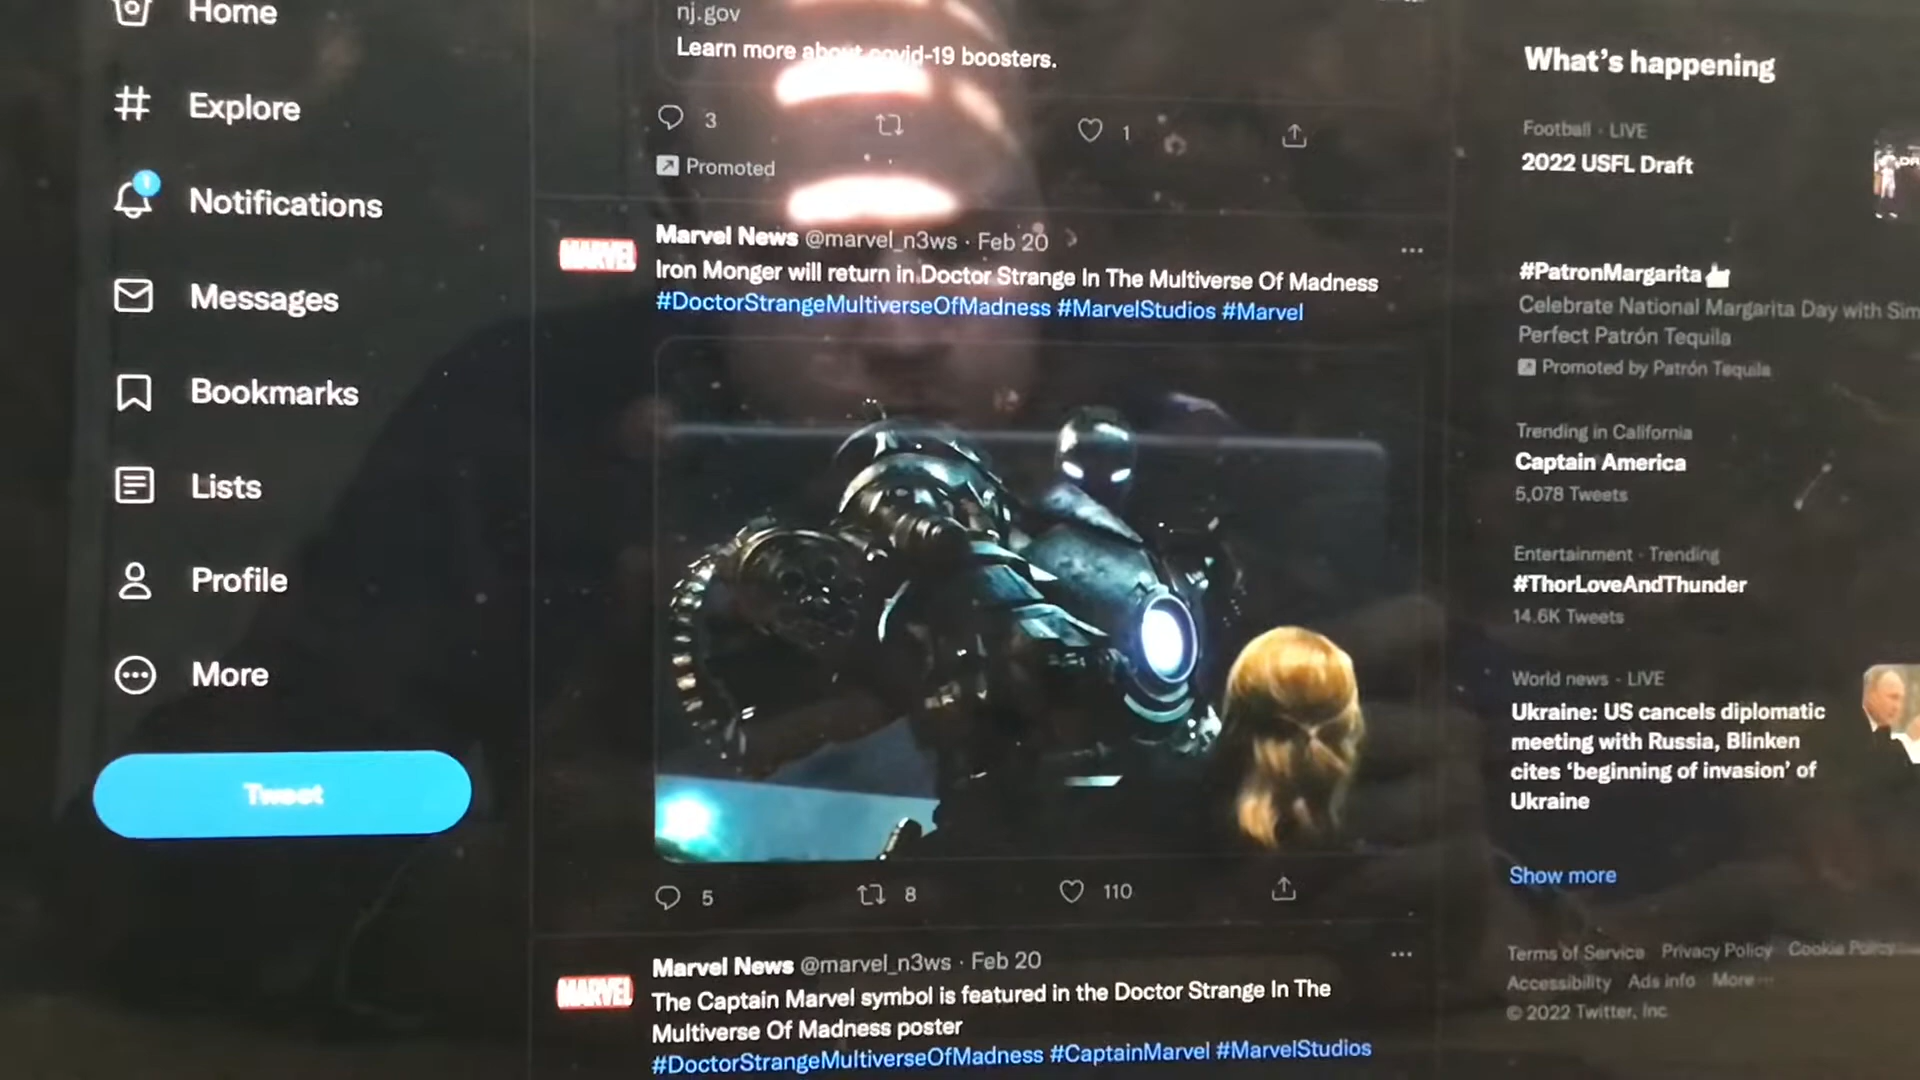 Home
Explore
1
Notifications
Messages
Bookmarks
Lists
Profile
More
Tweet
nj.gov
Learn more about covid-19 boosters.
3
1
Promoted
MARVEL
Marvel News @marvel_n3ws · Feb 20
Iron Monger will return in Doctor Strange In The Multiverse Of Madness
#DoctorStrangeMultiverseOfMadness #MarvelStudios #Marvel
5
8
110
MARVEL
Marvel News @marvel_n3ws · Feb 20
The Captain Marvel symbol is featured in the Doctor Strange In The
Multiverse Of Madness poster
#DoctorStrangeMultiverseOfMadness #CaptainMarvel #MarvelStudios
What's happening
Football · LIVE
2022 USFL Draft
#PatronMargarita
Celebrate National Margarita Day with
Perfect Patrón Tequila
Promoted by Patrón Tequila
Trending in California
Captain America
5,078 Tweets
Entertainment · Trending
#ThorLoveAndThunder
14.6K Tweets
World news · LIVE
Ukraine: US cancels diplomatic
meeting with Russia, Blinken
cites 'beginning of invasion' of
Ukraine
Show more
Terms of Service Privacy Policy Cookie Policy
Accessibility Ads info More ···
© 2022 Twitter, Inc